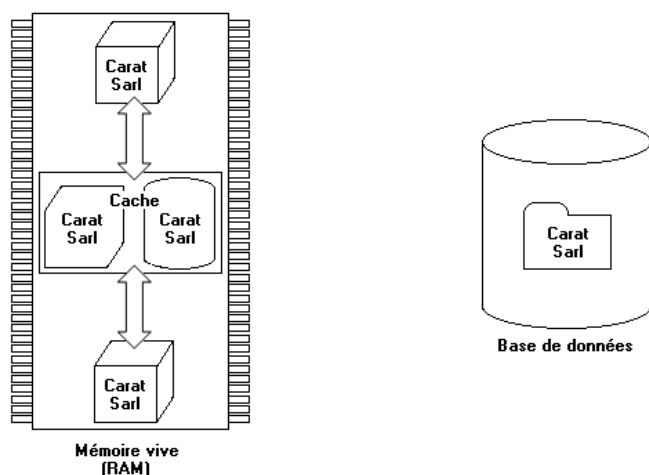 Carat
Sarl
Cache
Carat
Sarl
Carat
Sarl
Carat
Sarl
Mémoire vive
(RAM)
Carat
Sarl
Base de données